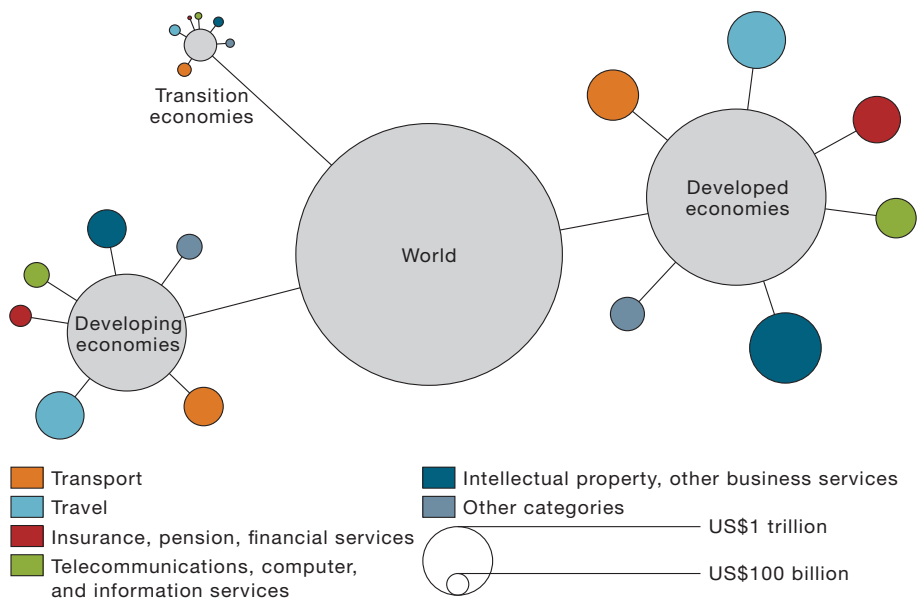 Transition
economies
Developed
economies
World
Developing
economies
Transport
Travel
Insurance, pension, financial services
Telecommunications, computer,
and information services
Intellectual property, other business services
Other categories
US$1 trillion
US$100 billion